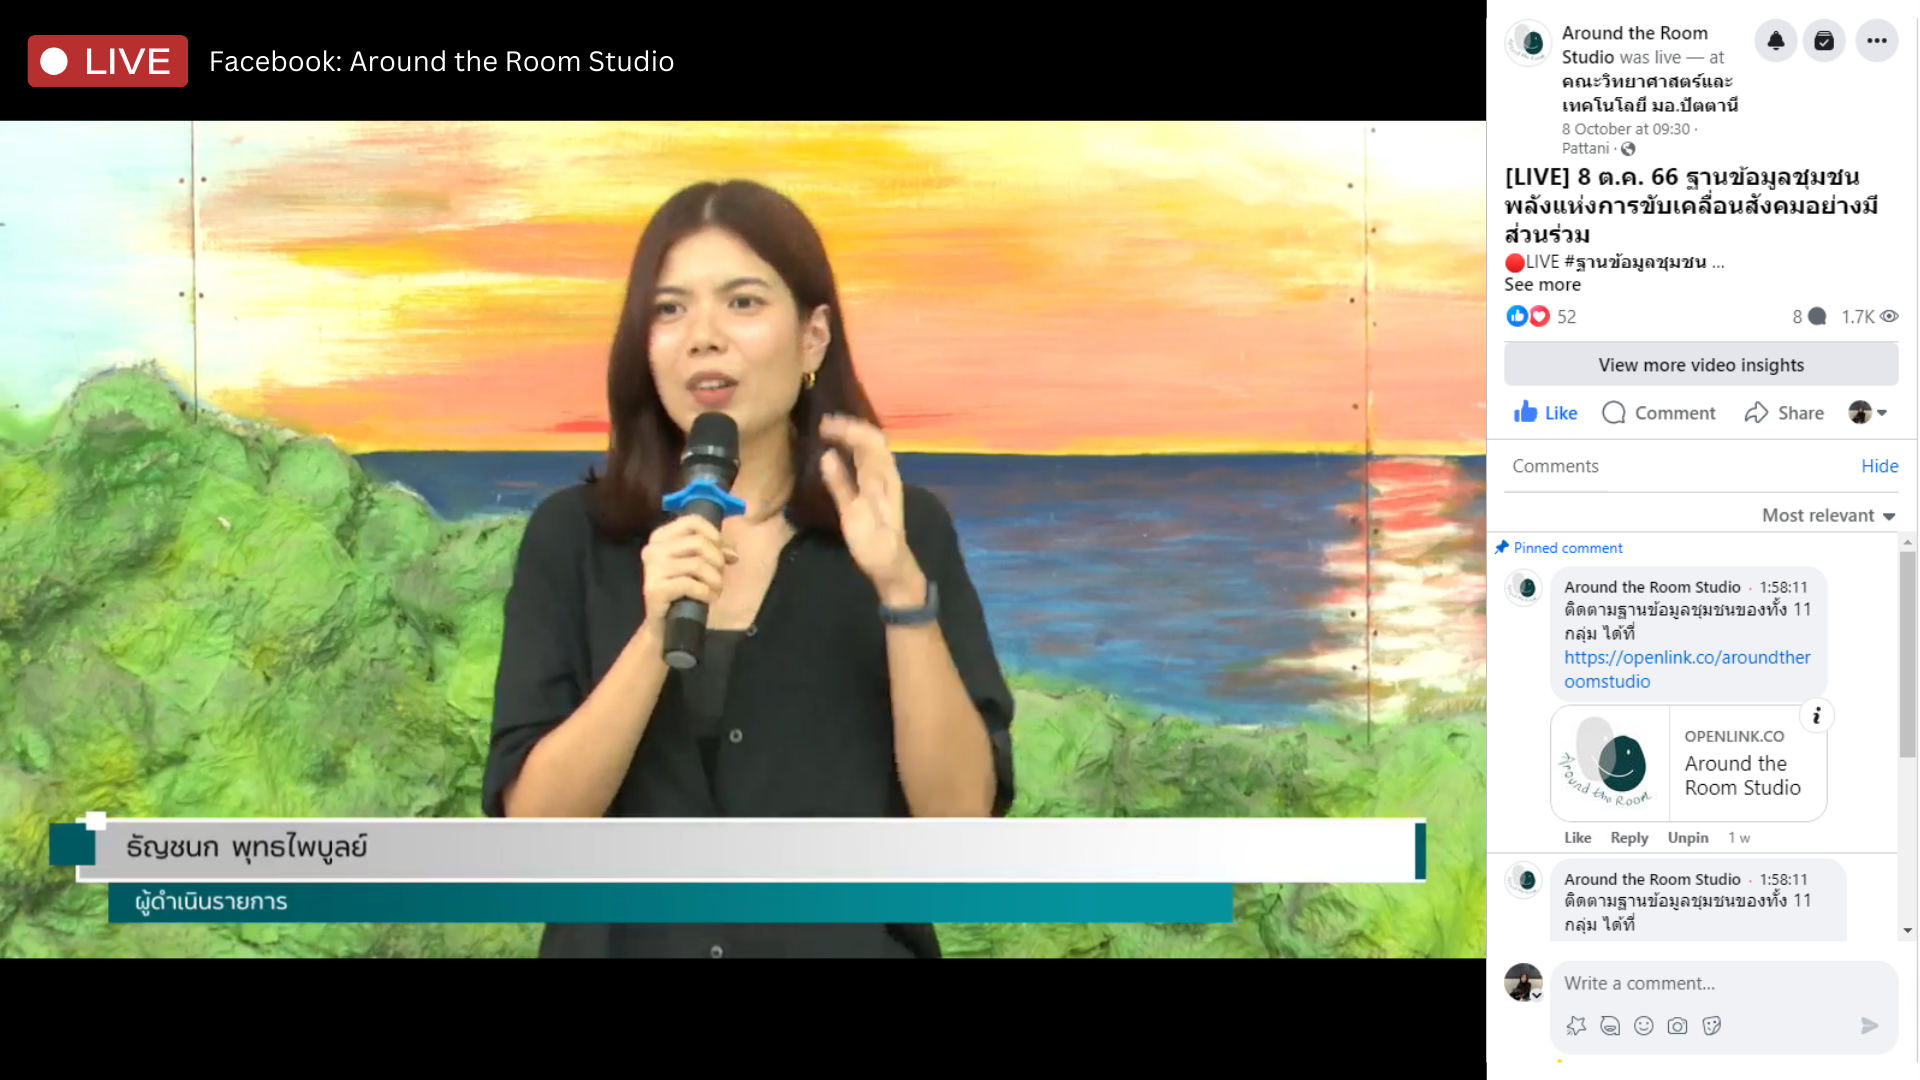 LIVE
Facebook: Around the Room Studio
ธัญชนก พุทธไพบูลย์
ผู้ดำเนินรายการ
Around the Room
Studio was live — at
คณะวิทยาศาสตร์และ
เทคโนโลยี มอ.ปัตตานี
8 October at 09:30 ·
Pattani ·
[LIVE] 8 ต.ค. 66 ฐานข้อมูลชุมชน
พลังแห่งการขับเคลื่อนสังคมอย่างมี
ส่วนร่วม
🔴LIVE #ฐานข้อมูลชุมชน ...
See more
52
8
1.7K
View more video insights
Like
Comment
Share
Comments
Hide
Most relevant
Pinned comment
Around the Room Studio · 1:58:11
ติดตามฐานข้อมูลชุมชนของทั้ง 11
กลุ่ม ได้ที่
https://openlink.co/aroundther
oomstudio
Around the Room
OPENLINK.CO
Around the
Room Studio
Like Reply Unpin 1 w
Around the Room Studio · 1:58:11
ติดตามฐานข้อมูลชุมชนของทั้ง 11
กลุ่ม ได้ที่
Write a comment...